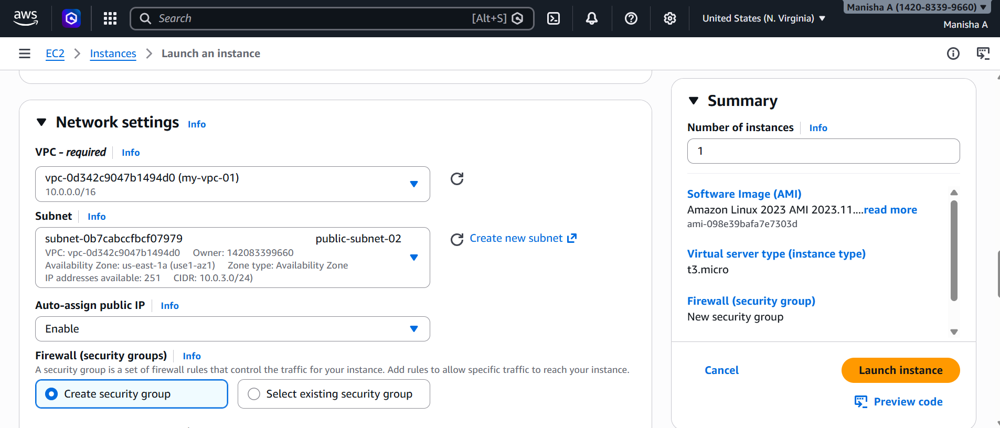 aws
Search [Alt+S]
United States (N. Virginia)
Manisha A (1420-8339-9660)
Manisha A
EC2 Instances Launch an instance
Network settings Info
VPC - required Info
vpc-0d342c9047b1494d0 (my-vpc-01)
10.0.0.0/16
Subnet Info
subnet-0b7cabccfbcf07979 public-subnet-02
VPC: vpc-0d342c9047b1494d0 Owner: 142083399660
Availability Zone: us-east-1a (use1-az1) Zone type: Availability Zone
IP addresses available: 251 CIDR: 10.0.3.0/24)
Create new subnet
Auto-assign public IP Info
Enable
Firewall (security groups) Info
A security group is a set of firewall rules that control the traffic for your instance. Add rules to allow specific traffic to reach your instance.
Create security group
Select existing security group
Summary
Number of instances Info
1
Software Image (AMI)
Amazon Linux 2023 AMI 2023.11....read more
ami-098e39bafa7e7303d
Virtual server type (instance type)
t3.micro
Firewall (security group)
New security group
Cancel
Launch instance
Preview code